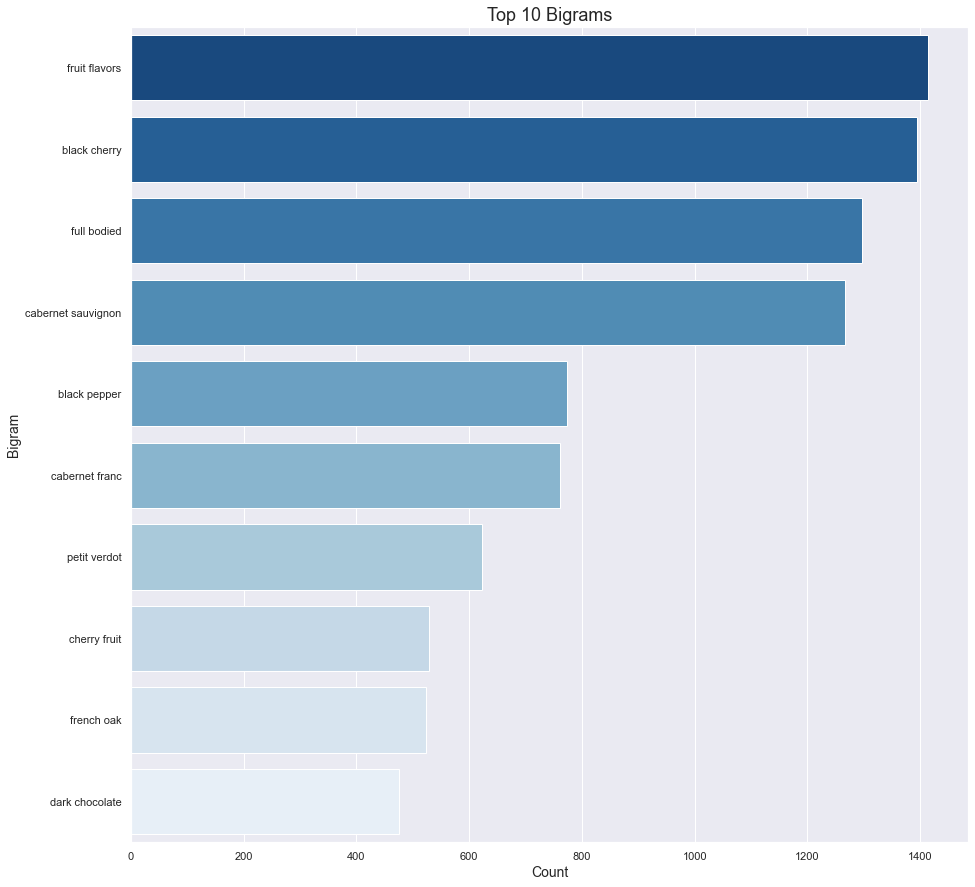 Top 10 Bigrams
fruit flavors
black cherry
full bodied
cabernet sauvignon
black pepper
cabernet franc
petit verdot
cherry fruit
french oak
dark chocolate
Bigram
0 200 400 600 800 1000 1200 1400
Count